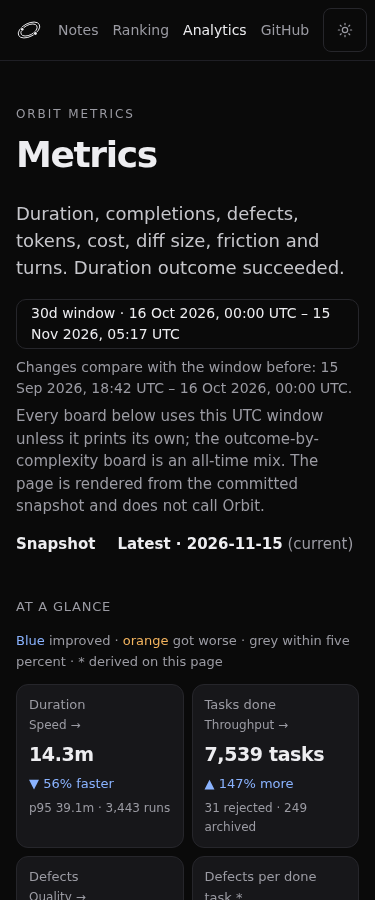 Notes Ranking Analytics GitHub
ORBIT METRICS
Metrics
Duration, completions, defects,
tokens, cost, diff size, friction and
turns. Duration outcome succeeded.
30d window · 16 Oct 2026, 00:00 UTC – 15
Nov 2026, 05:17 UTC
Changes compare with the window before: 15
Sep 2026, 18:42 UTC – 16 Oct 2026, 00:00 UTC.
Every board below uses this UTC window
unless it prints its own; the outcome-by-
complexity board is an all-time mix. The
page is rendered from the committed
snapshot and does not call Orbit.
Snapshot Latest · 2026-11-15 (current)
AT A GLANCE
Blue improved · orange got worse · grey within five
percent · * derived on this page
Duration
Speed →
14.3m
▼ 56% faster
p95 39.1m · 3,443 runs
Tasks done
Throughput →
7,539 tasks
▲ 147% more
31 rejected · 249
archived
Defects
Quality →
Defects per done
task *